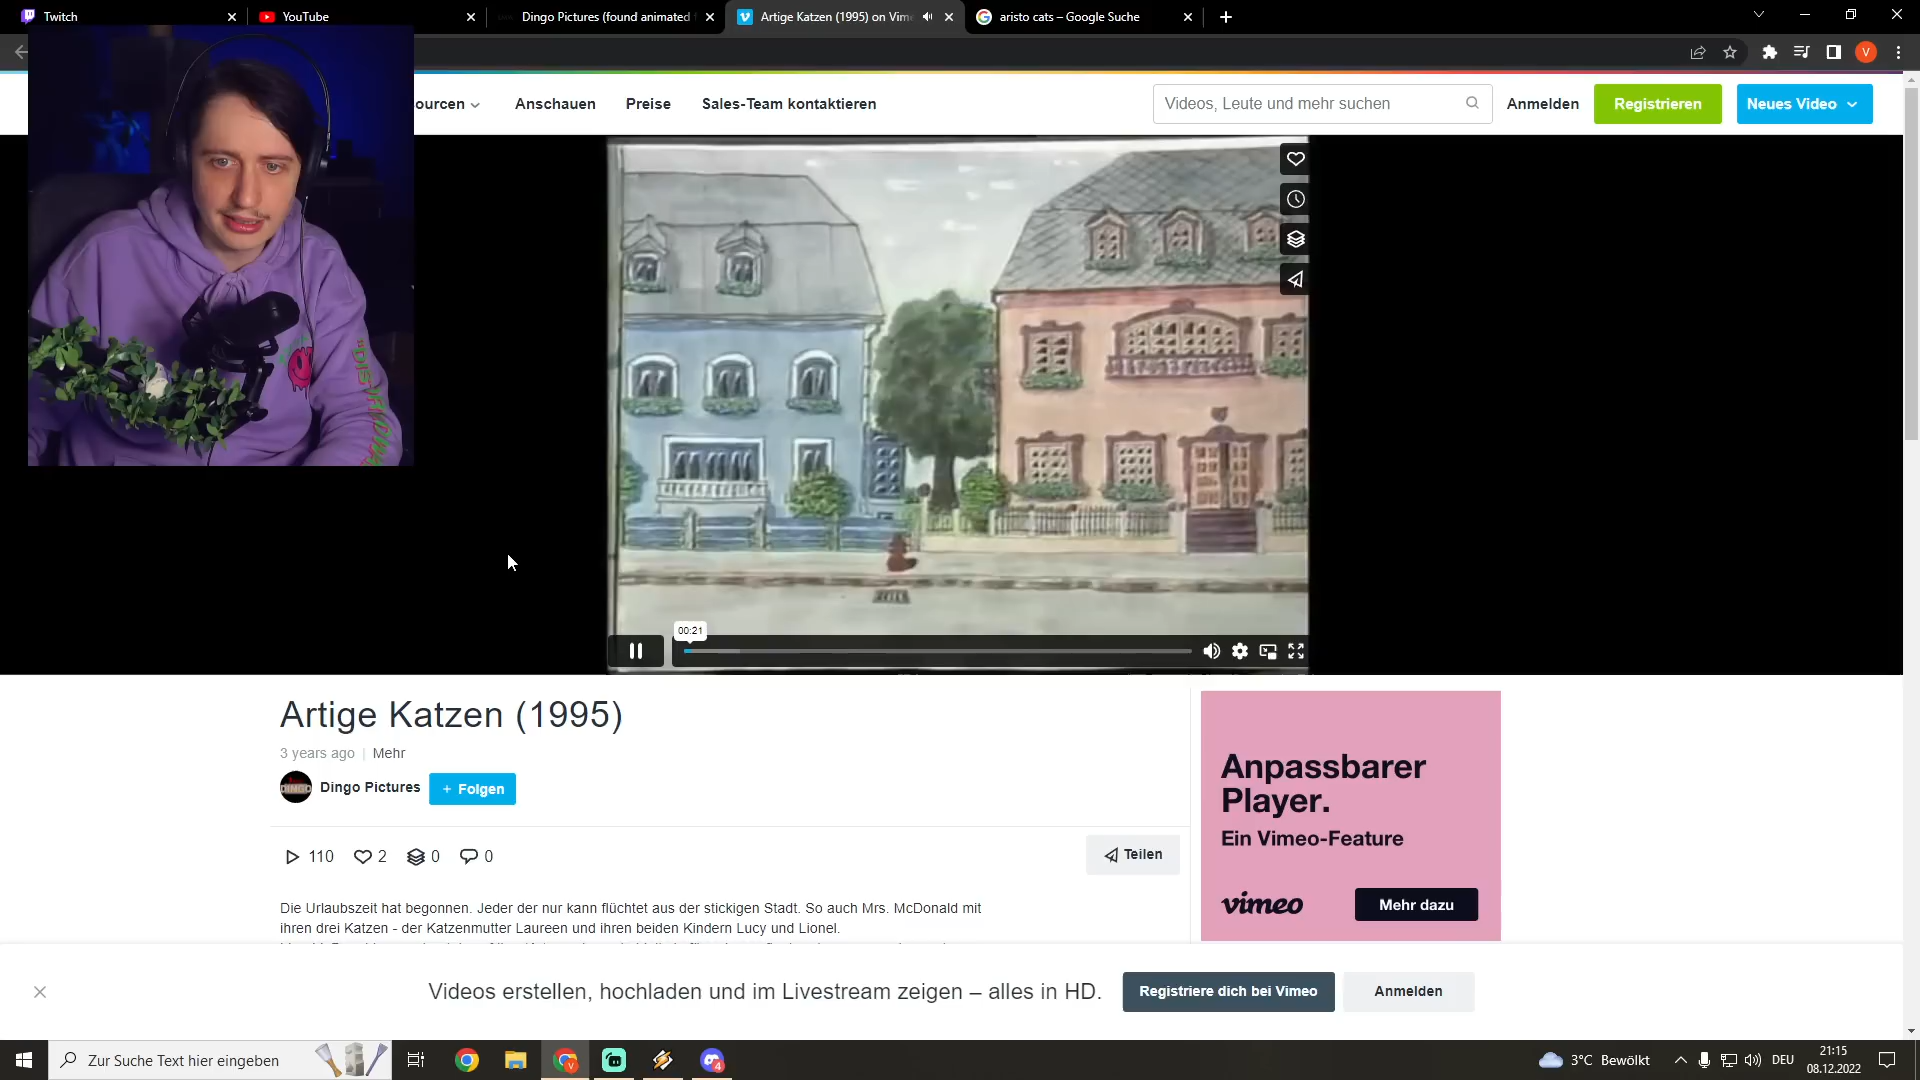 Twitch
YouTube
Dingo Pictures (found animated
Artige Katzen (1995) on Vim
aristo cats – Google Suche
V
ourcen
Anschauen
Preise
Sales-Team kontaktieren
Videos, Leute und mehr suchen
Anmelden
Registrieren
Neues Video
00:21
Artige Katzen (1995)
3 years ago | Mehr
DINGO
Dingo Pictures
+ Folgen
110
2
0
0
Teilen
Die Urlaubszeit hat begonnen. Jeder der nur kann flüchtet aus der stickigen Stadt. So auch Mrs. McDonald mit
ihren drei Katzen - der Katzenmutter Laureen und ihren beiden Kindern Lucy und Lionel.
Anpassbarer
Player.
Ein Vimeo-Feature
vimeo
Mehr dazu
Videos erstellen, hochladen und im Livestream zeigen – alles in HD.
Registriere dich bei Vimeo
Anmelden
Zur Suche Text hier eingeben
V
4
3°C Bewölkt
DEU
21:15
08.12.2022